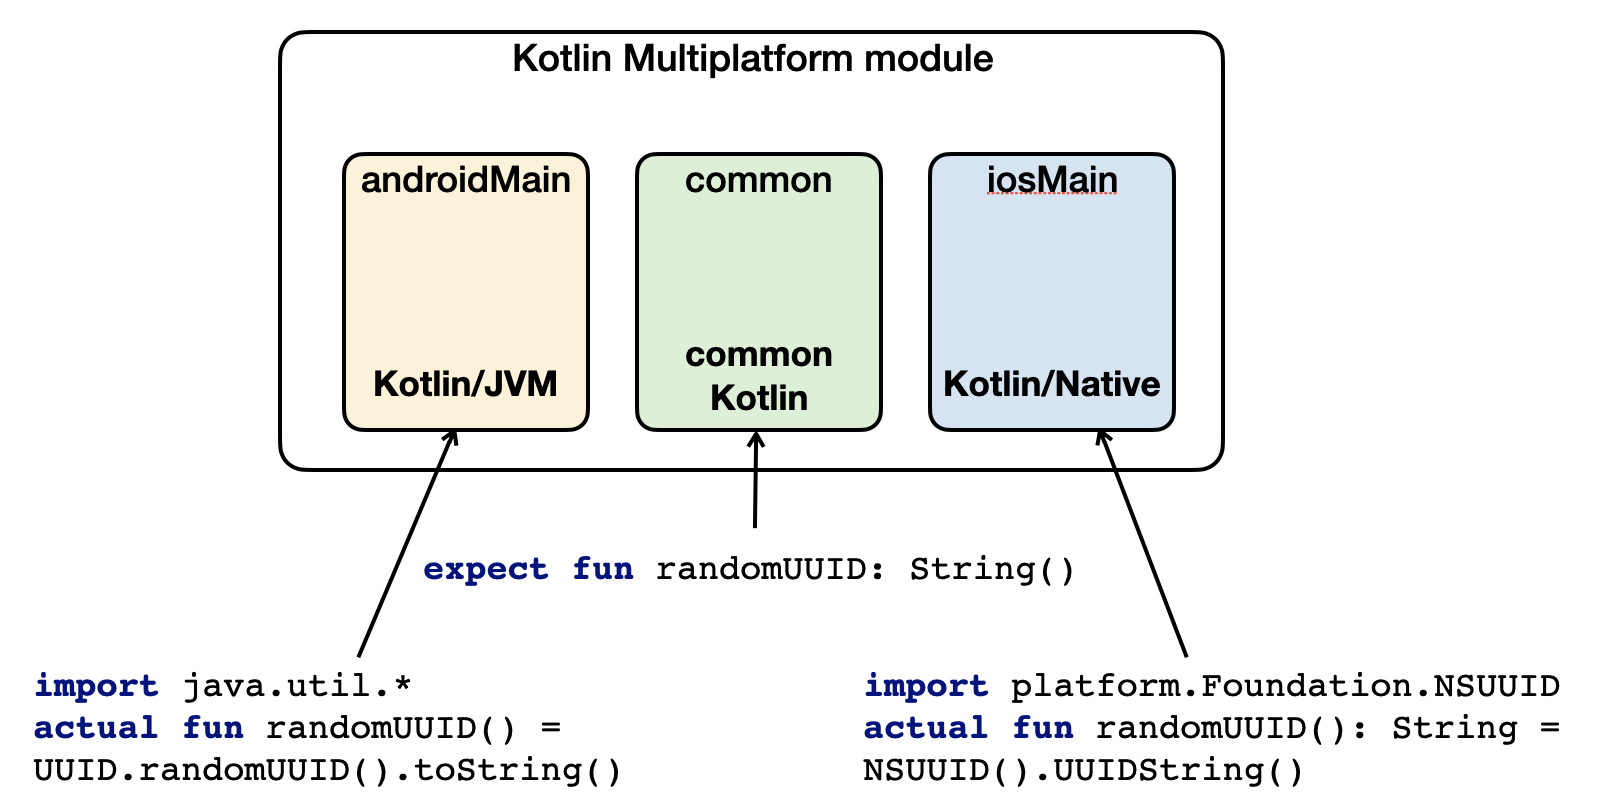 Kotlin Multiplatform module
androidMain
Kotlin/JVM
common
common
Kotlin
iosMain
Kotlin/Native
expect fun randomUUID: String()
import java.util.*
actual fun randomUUID() =
UUID.randomUUID().toString()
import platform.Foundation.NSUUID
actual fun randomUUID(): String =
NSUUID().UUIDString()